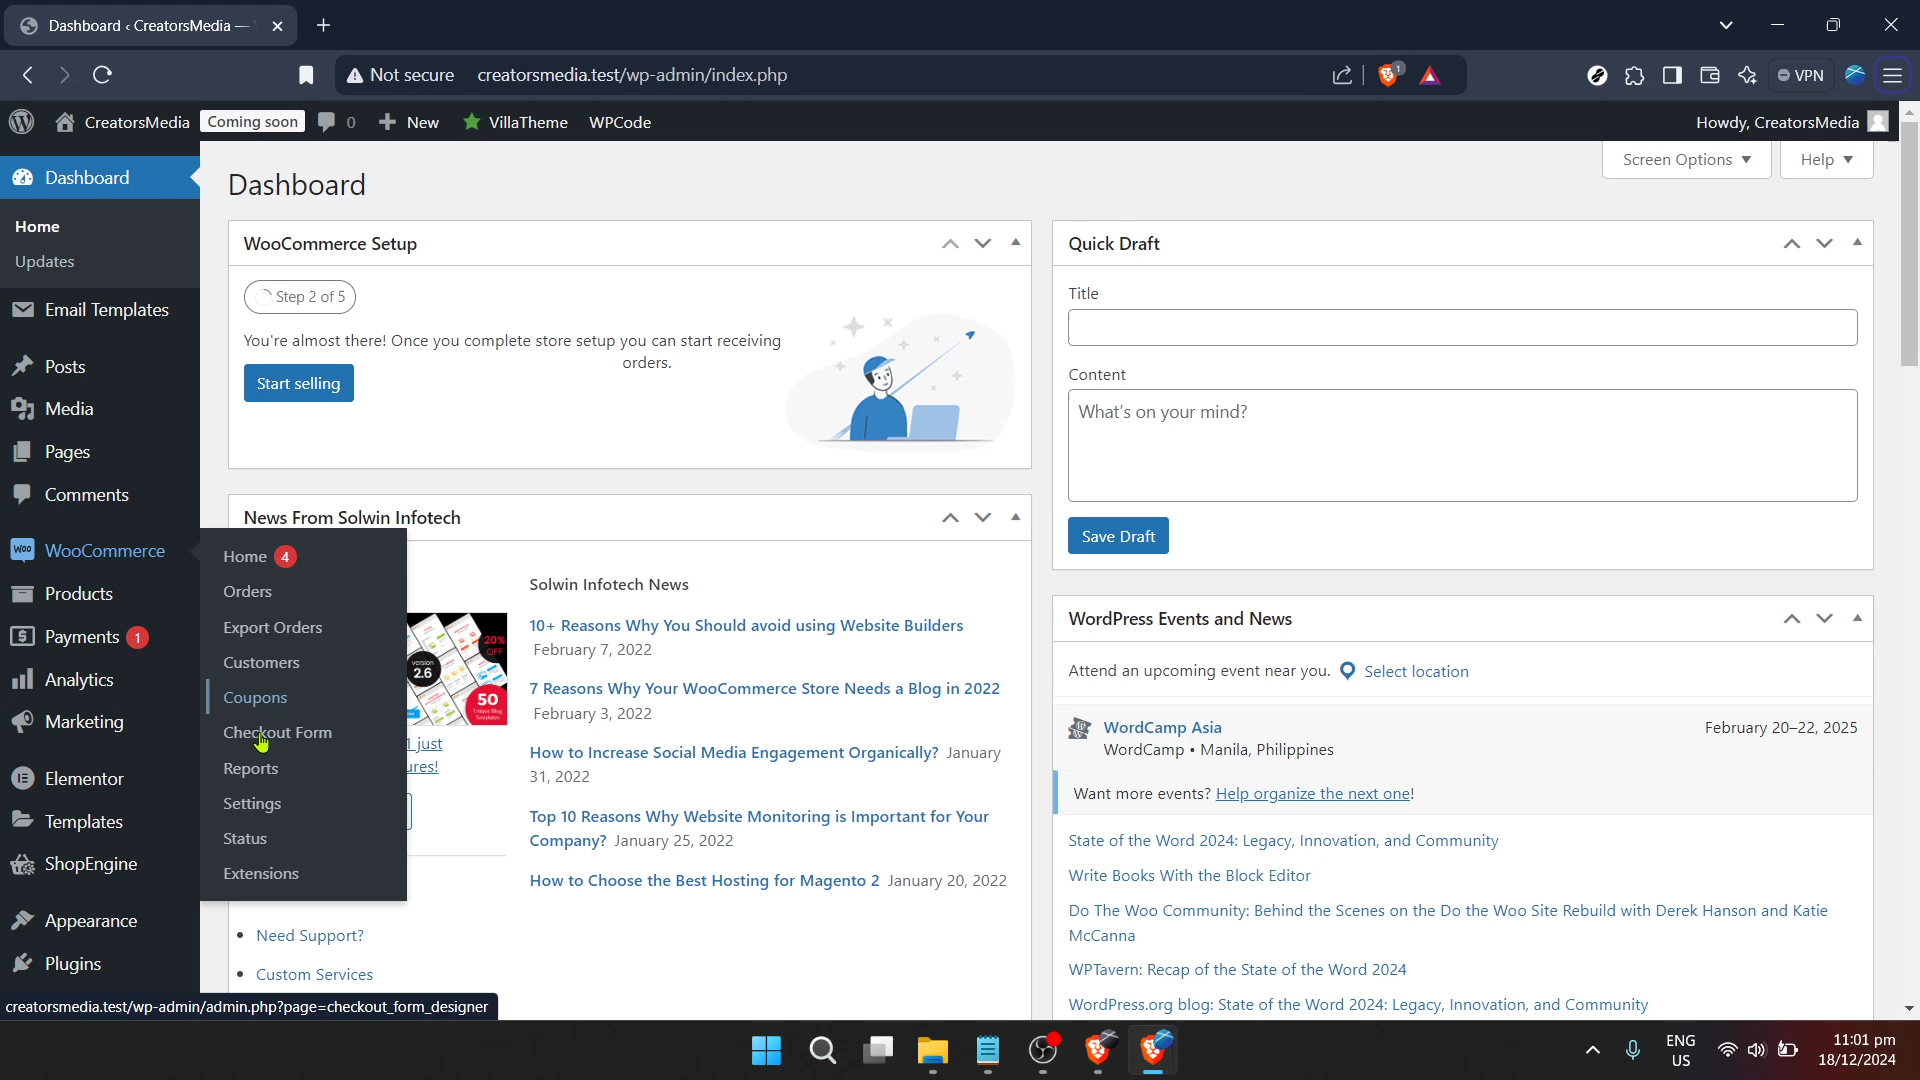 Dashboard ‹ CreatorsMedia —
Not secure creatorsmedia.test/wp-admin/index.php
1
VPN
CreatorsMedia Coming soon 0 New VillaTheme WPCode
Howdy, CreatorsMedia
Dashboard
Home
Updates
Email Templates
Posts
Media
Pages
Comments
Woo WooCommerce
Products
Payments 1
Analytics
Marketing
Elementor
Templates
ShopEngine
Appearance
Plugins
Home 4
Orders
Export Orders
Customers
Coupons
Checkout Form
Reports
Settings
Status
Extensions
Screen Options
Help
Dashboard
WooCommerce Setup
Step 2 of 5
You're almost there! Once you complete store setup you can start receiving
orders.
Start selling
News From Solwin Infotech
version
2.6
20%
OFF
50
1 just
ures!
Solwin Infotech News
10+ Reasons Why You Should avoid using Website Builders
February 7, 2022
7 Reasons Why Your WooCommerce Store Needs a Blog in 2022
February 3, 2022
How to Increase Social Media Engagement Organically? January
31, 2022
Top 10 Reasons Why Website Monitoring is Important for Your
Company? January 25, 2022
How to Choose the Best Hosting for Magento 2 January 20, 2022
Need Support?
Custom Services
Quick Draft
Title
Content
What's on your mind?
Save Draft
WordPress Events and News
Attend an upcoming event near you. Select location
WordCamp Asia
WordCamp • Manila, Philippines
February 20–22, 2025
Want more events? Help organize the next one!
State of the Word 2024: Legacy, Innovation, and Community
Write Books With the Block Editor
Do The Woo Community: Behind the Scenes on the Do the Woo Site Rebuild with Derek Hanson and Katie
McCanna
WPTavern: Recap of the State of the Word 2024
WordPress.org blog: State of the Word 2024: Legacy, Innovation, and Community
creatorsmedia.test/wp-admin/admin.php?page=checkout_form_designer
ENG
US
11:01 pm
18/12/2024